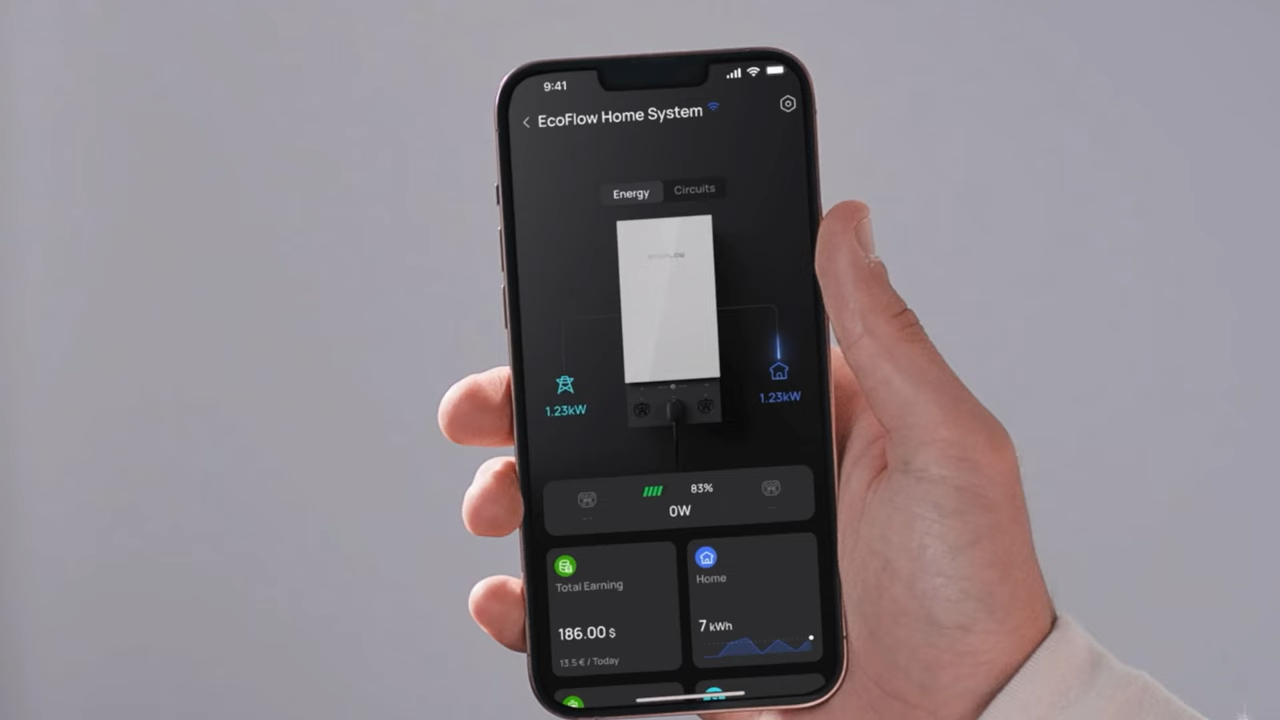 9:41
EcoFlow Home System
Energy
Circuits
ECOFLOW
1.23kW
1.23kW
83%
0W
Total Earning
186.00 $
13.5 € / Today
Home
7 kWh